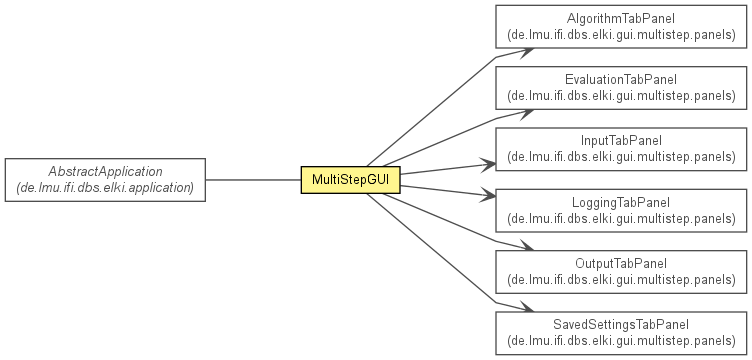 AbstractApplication
(de.lmu.ifi.dbs.elki.application)
MultiStepGUI
AlgorithmTabPanel
(de.lmu.ifi.dbs.elki.gui.multistep.panels)
EvaluationTabPanel
(de.lmu.ifi.dbs.elki.gui.multistep.panels)
InputTabPanel
(de.lmu.ifi.dbs.elki.gui.multistep.panels)
LoggingTabPanel
(de.lmu.ifi.dbs.elki.gui.multistep.panels)
OutputTabPanel
(de.lmu.ifi.dbs.elki.gui.multistep.panels)
SavedSettingsTabPanel
(de.lmu.ifi.dbs.elki.gui.multistep.panels)